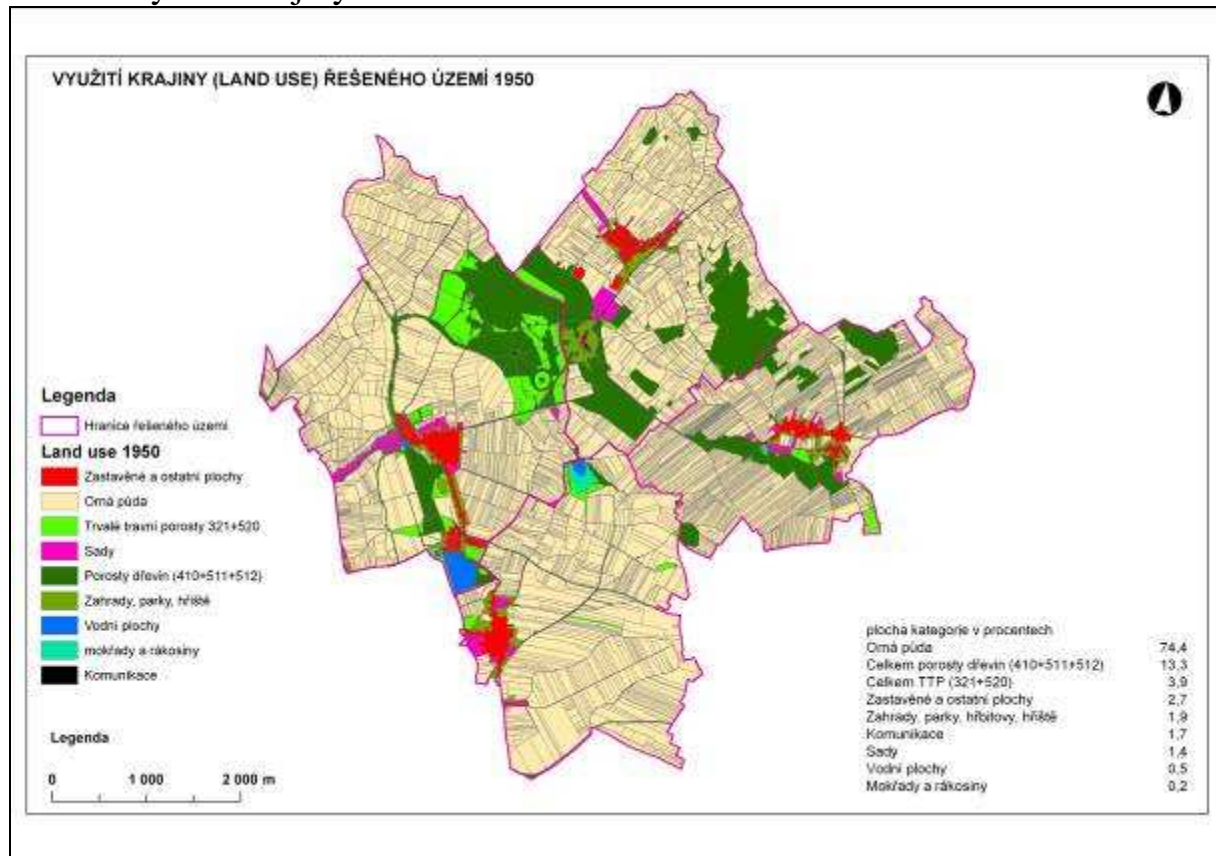 VYUŽITÍ KRAJINY (LAND USE) ŘEŠENÉHO ÚZEMÍ 1950
Legenda
Hranice řešeného území
Land use 1950
Zastavěné a ostatní plochy
Orná půda
Trvalé travní porosty 321+520
Sady
Porosty dřevin (410+511+512)
Zahrady, parky, hřiště
Vodní plochy
mokřady a rákosiny
Komunikace
Legenda
0 1 000 2 000 m
plocha kategorie v procentech
Orná půda 74,4
Celkem porosty dřevin (410+511+512) 13,3
Celkem TTP (321+520) 3,9
Zastavěné a ostatní plochy 2,7
Zahrady, parky, hřbitovy, hřiště 1,9
Komunikace 1,7
Sady 1,4
Vodní plochy 0,5
Mokřady a rákosiny 0,2